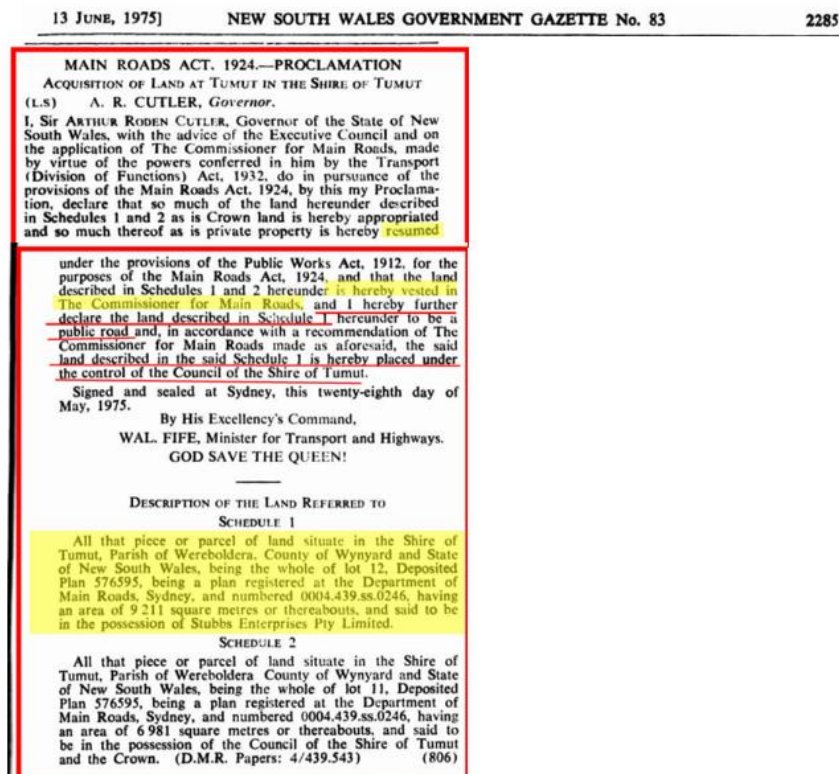 13 JUNE, 1975] NEW SOUTH WALES GOVERNMENT GAZETTE No. 83 2285
MAIN ROADS ACT, 1924.—PROCLAMATION
ACQUISITION OF LAND AT TUMUT IN THE SHIRE OF TUMUT
(L.S) A. R. CUTLER, Governor.
I, Sir ARTHUR RODEN CUTLER, Governor of the State of New
South Wales, with the advice of the Executive Council and on
the application of The Commissioner for Main Roads, made
by virtue of the powers conferred in him by the Transport
(Division of Functions) Act, 1932, do in pursuance of the
provisions of the Main Roads Act. 1924, by this my Proclama-
tion, declare that so much of the land hereunder described
in Schedules 1 and 2 as is Crown land is hereby appropriated
and so much thereof as is private property is hereby resumed
under the provisions of the Public Works Act, 1912, for the
purposes of the Main Roads Act, 1924, and that the land
described in Schedules 1 and 2 hereunder is hereby vested in
The Commissioner for Main Roads, and I hereby further
declare the land described in Schedule 1 hereunder to be a
public road and, in accordance with a recommendation of The
Commissioner for Main Roads made as aforesaid, the said
land described in the said Schedule 1 is hereby placed under
the control of the Council of the Shire of Tumut.
Signed and sealed at Sydney, this twenty-eighth day of
May, 1975.
By His Excellency's Command,
WAL. FIFE, Minister for Transport and Highways.
GOD SAVE THE QUEEN!
DESCRIPTION OF THE LAND REFERRED TO
SCHEDULE 1
All that piece or parcel of land situate in the Shire of
Tumut, Parish of Wereboldera, County of Wynyard and State
of New South Wales, being the whole of lot 12, Deposited
Plan 576595, being a plan registered at the Department of
Main Roads, Sydney, and numbered 0004.439.ss.0246, having
an area of 9 211 square metres or thereabouts, and said to be
in the possession of Stubbs Enterprises Pty Limited.
SCHEDULE 2
All that piece or parcel of land situate in the Shire of
Tumut, Parish of Wereboldera County of Wynyard and State
of New South Wales, being the whole of lot 11, Deposited
Plan 576595, being a plan registered at the Department of
Main Roads, Sydney, and numbered 0004.439.ss.0246, having
an area of 6 981 square metres or thereabouts, and said to
be in the possession of the Council of the Shire of Tumut
and the Crown. (D.M.R. Papers: 4/439.543) (806)